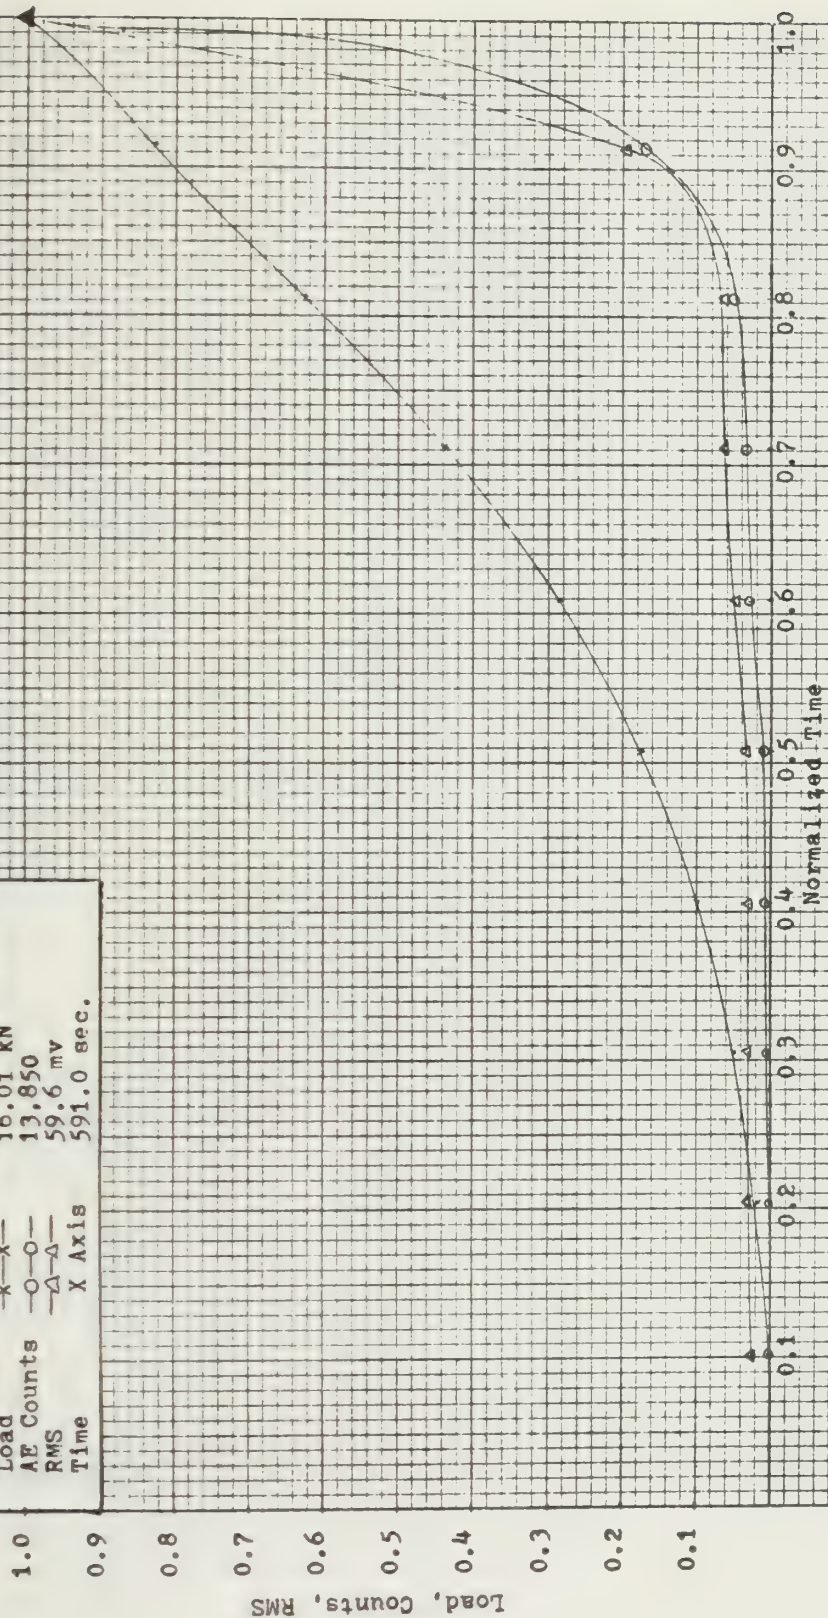 Load —x—x— 16.01 KN
AE Counts —O—O— 13,850
RMS —Δ—Δ— 59.6 mv
Time X Axis 591.0 sec.
1.0
0.9
0.8
0.7
0.6
0.5
0.4
0.3
0.2
0.1
Load, Counts, RMS
0.1 0.2 0.3 0.4 0.5 0.6 0.7 0.8 0.9 1.0
Normalized Time